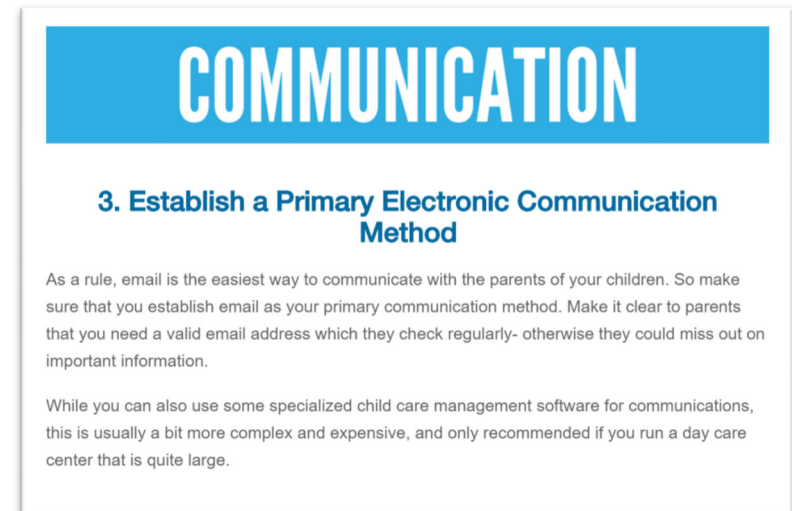 COMMUNICATION
3. Establish a Primary Electronic Communication
Method
As a rule, email is the easiest way to communicate with the parents of your children. So make
sure that you establish email as your primary communication method. Make it clear to parents
that you need a valid email address which they check regularly- otherwise they could miss out on
important information.
While you can also use some specialized child care management software for communications,
this is usually a bit more complex and expensive, and only recommended if you run a day care
center that is quite large.